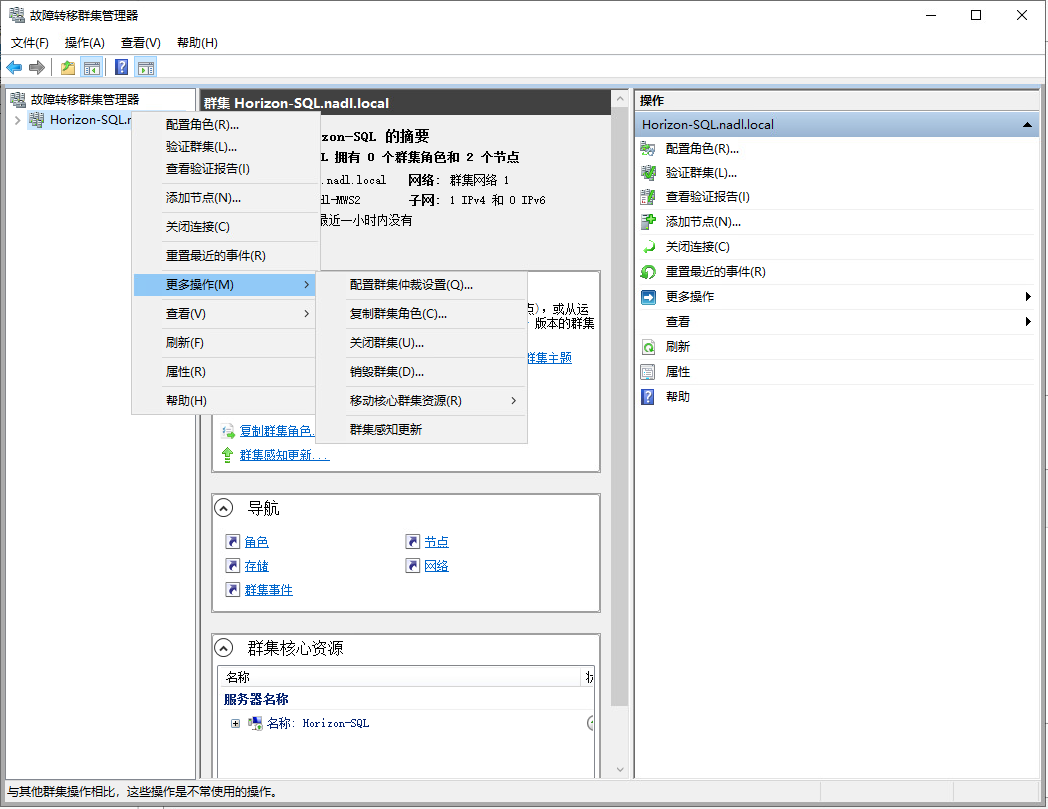 故障转移群集管理器
文件(F) 操作(A) 查看(V) 帮助(H)
故障转移群集管理器
Horizon-SQL.
配置角色(R)...
验证群集(L)...
查看验证报告(I)
添加节点(N)...
关闭连接(C)
重置最近的事件(R)
更多操作(M)
查看(V)
刷新(F)
属性(R)
帮助(H)
配置群集仲裁设置(Q)...
复制群集角色(C)...
关闭群集(U)...
销毁群集(D)...
移动核心群集资源(R)
群集感知更新
群集 Horizon-SQL.nadl.local
zon-SQL 的摘要
L 拥有 0 个群集角色和 2 个节点
.nadl.local 网络: 群集网络 1
dl-MWS2 子网: 1 IPv4 和 0 IPv6
最近一小时内没有
点), 或从运
版本的群集
群集主题
复制群集角色.
群集感知更新...
导航
角色 节点
存储 网络
群集事件
群集核心资源
名称
服务器名称
名称: Horizon-SQL
操作
Horizon-SQL.nadl.local
配置角色(R)...
验证群集(L)...
查看验证报告(I)
添加节点(N)...
关闭连接(C)
重置最近的事件(R)
更多操作
查看
刷新
属性
帮助
与其他群集操作相比，这些操作是不常使用的操作。